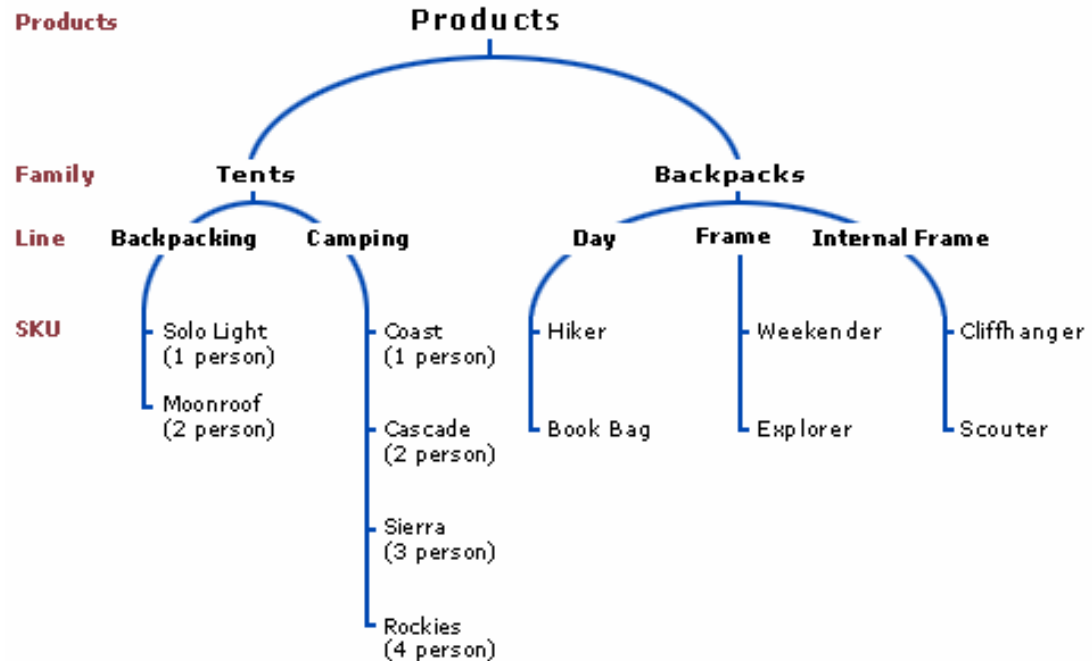 Products
Products
Family
Tents
Backpacks
Line
Backpacking
Camping
Day
Frame
Internal Frame
SKU
Solo Light
(1 person)
Moonroof
(2 person)
Coast
(1 person)
Cascade
(2 person)
Sierra
(3 person)
Rockies
(4 person)
Hiker
Book Bag
Weekender
Explorer
Cliffhanger
Scouter